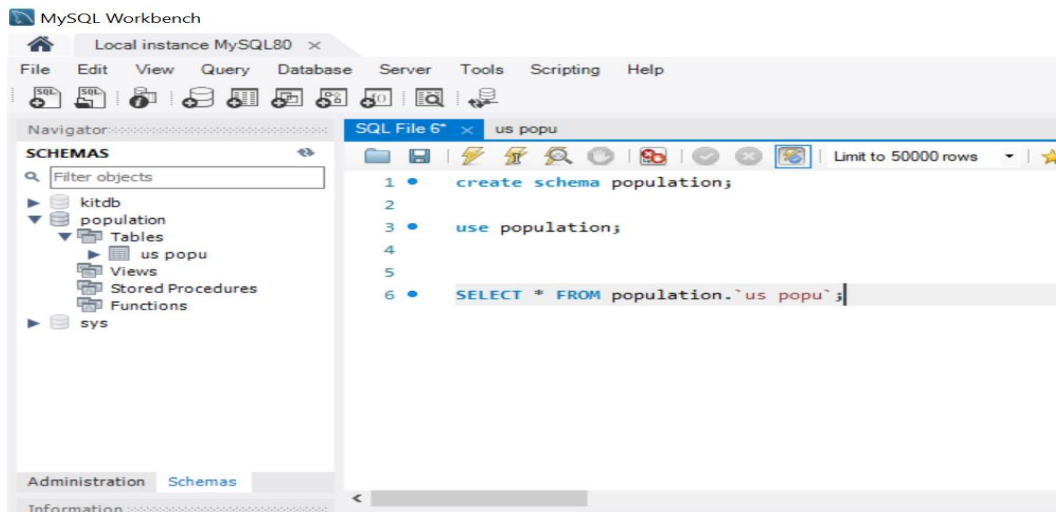 MySQL Workbench
Local instance MySQL80
File Edit View Query Database Server Tools Scripting Help
Navigator
SQL File 6* us popu
SCHEMAS
Limit to 50000 rows
Filter objects
1 create schema population;
kitdb
2
population
3 use population;
Tables
4
us popu
5
Views
Stored Procedures
6 SELECT * FROM population.`us popu`;
Functions
sys
Administration Schemas
Information